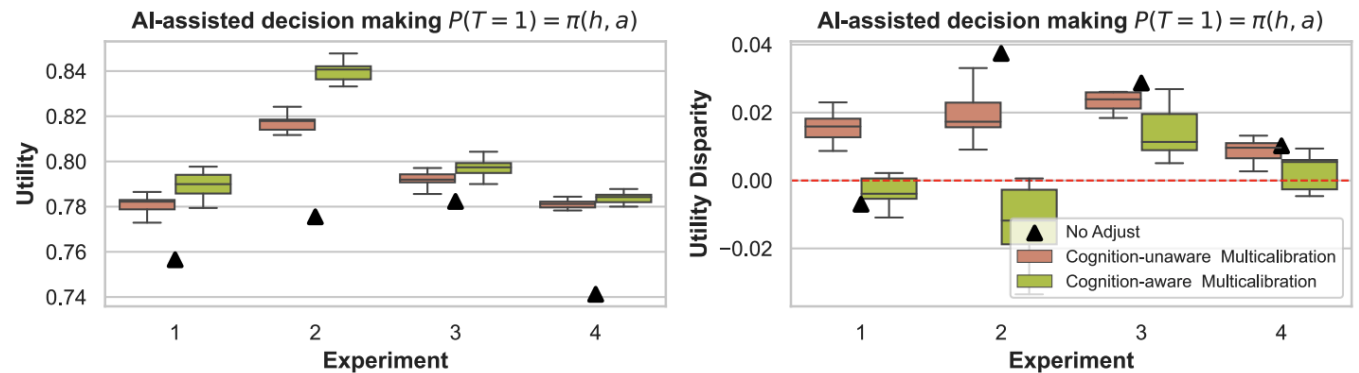 AI-assisted decision making P(T = 1) = π(h, a)
Utility
0.84
0.82
0.80
0.78
0.76
0.74
1 2 3 4
Experiment
AI-assisted decision making P(T = 1) = π(h, a)
Utility Disparity
0.04
0.02
0.00
−0.02
No Adjust
Cognition-unaware Multicalibration
Cognition-aware Multicalibration
1 2 3 4
Experiment